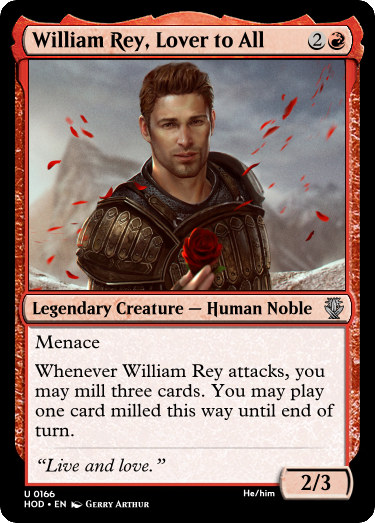 William Rey, Lover to All 2
Legendary Creature — Human Noble
Menace
Whenever William Rey attacks, you
may mill three cards. You may play
one card milled this way until end of
turn.
“Live and love.”
2/3
U 0166
He/him
HOD • EN Gerry Arthur